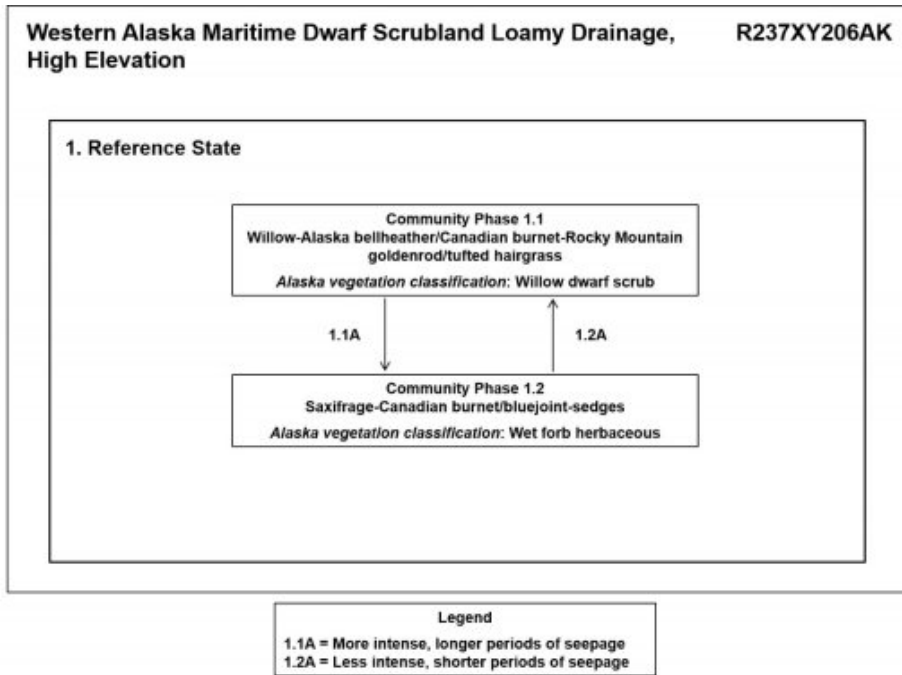 Western Alaska Maritime Dwarf Scrubland Loamy Drainage, R237XY206AK
High Elevation
1. Reference State
Community Phase 1.1
Willow-Alaska bellheather/Canadian burnet-Rocky Mountain
goldenrod/tufted hairgrass
Alaska vegetation classification: Willow dwarf scrub
1.1A
1.2A
Community Phase 1.2
Saxifrage-Canadian burnet/bluejoint-sedges
Alaska vegetation classification: Wet forb herbaceous
Legend
1.1A = More intense, longer periods of seepage
1.2A = Less intense, shorter periods of seepage